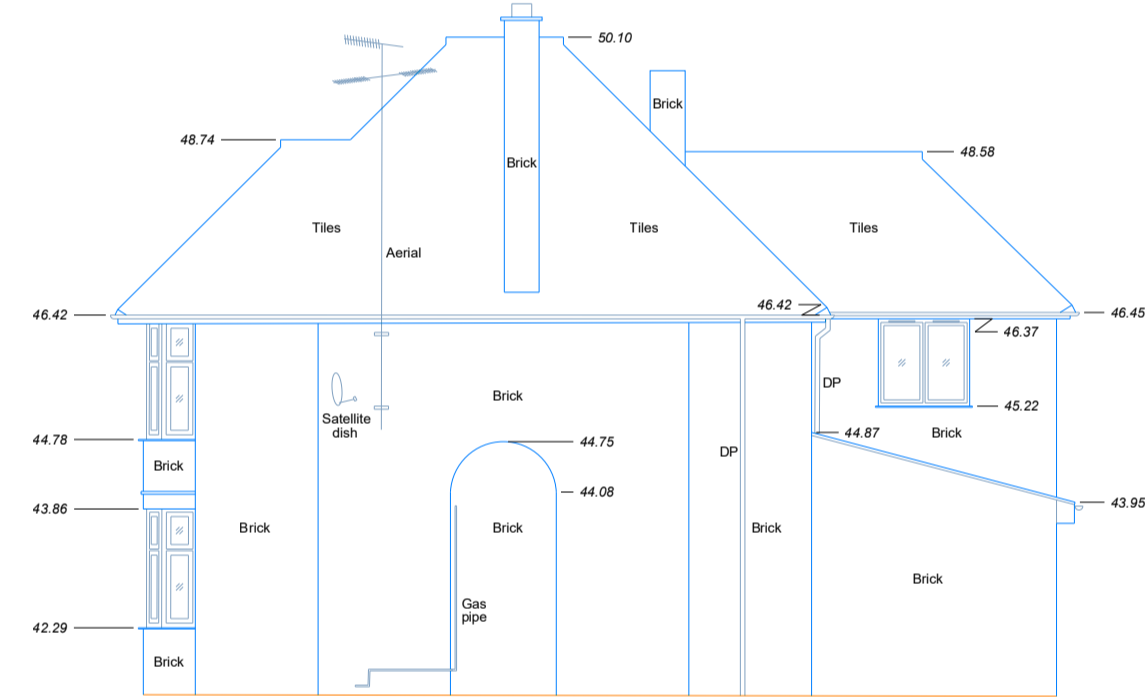 50.10
Brick
48.74
48.58
Brick
Tiles
Tiles
Tiles
Aerial
46.42
46.42
46.45
46.37
DP
Brick
45.22
Satellite
dish
44.78
44.75
44.87
Brick
DP
Brick
44.08
43.86
43.95
Brick
Brick
Brick
Brick
Gas
pipe
42.29
Brick